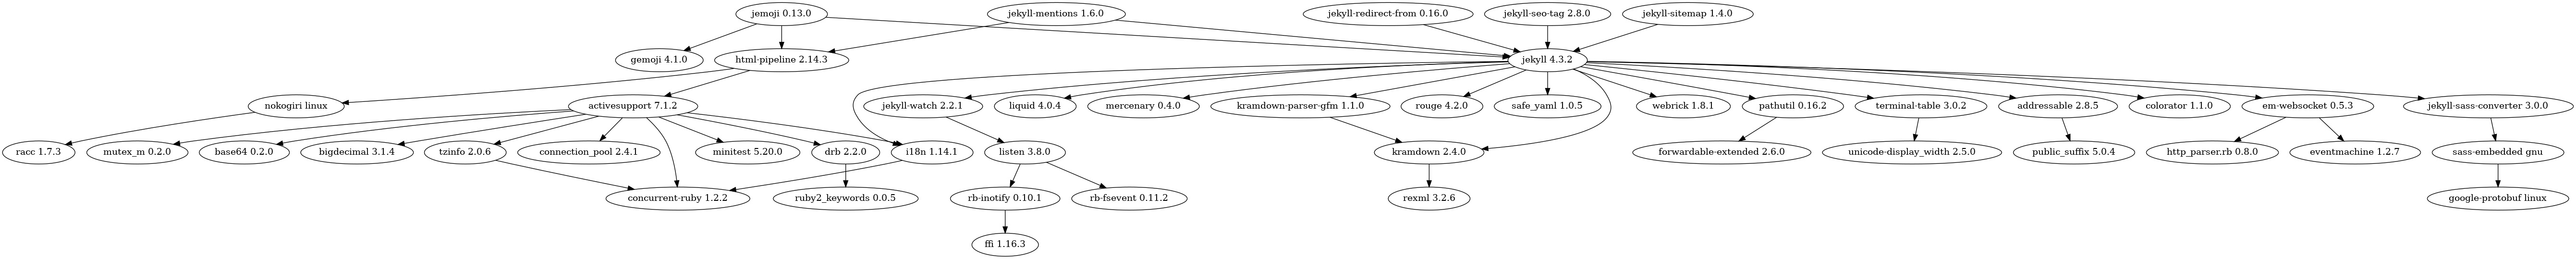 jemoji 0.13.0
jekyll-mentions 1.6.0
jekyll-redirect-from 0.16.0
jekyll-seo-tag 2.8.0
jekyll-sitemap 1.4.0
gemoji 4.1.0
html-pipeline 2.14.3
jekyll 4.3.2
nokogiri linux
activesupport 7.1.2
jekyll-watch 2.2.1
liquid 4.0.4
mercenary 0.4.0
kramdown-parser-gfm 1.1.0
rouge 4.2.0
safe_yaml 1.0.5
webrick 1.8.1
pathutil 0.16.2
terminal-table 3.0.2
addressable 2.8.5
colorator 1.1.0
em-websocket 0.5.3
jekyll-sass-converter 3.0.0
racc 1.7.3
mutex_m 0.2.0
base64 0.2.0
bigdecimal 3.1.4
tzinfo 2.0.6
connection_pool 2.4.1
minitest 5.20.0
drb 2.2.0
i18n 1.14.1
listen 3.8.0
kramdown 2.4.0
forwardable-extended 2.6.0
unicode-display_width 2.5.0
public_suffix 5.0.4
http_parser.rb 0.8.0
eventmachine 1.2.7
sass-embedded gnu
concurrent-ruby 1.2.2
ruby2_keywords 0.0.5
rb-inotify 0.10.1
rb-fsevent 0.11.2
rexml 3.2.6
google-protobuf linux
ffi 1.16.3